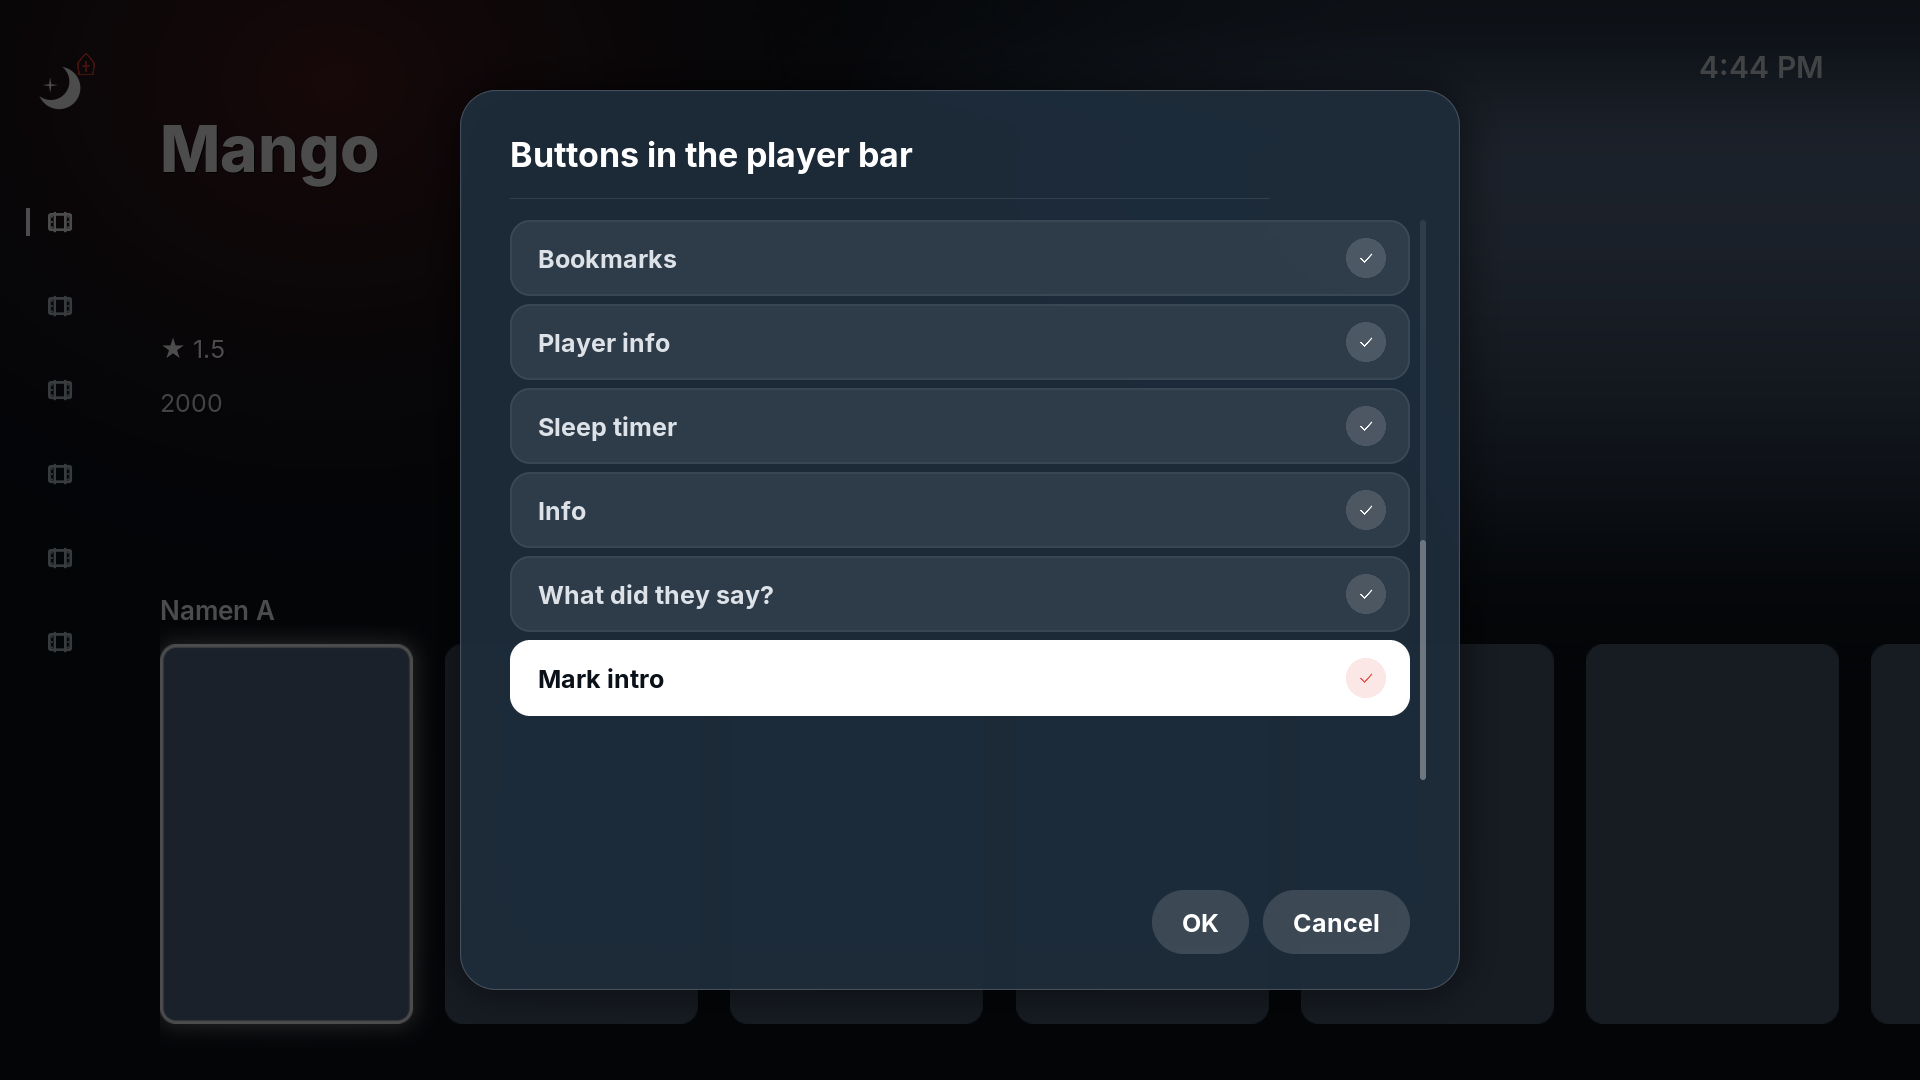 4:44 PM
Mango
Buttons in the player bar
Bookmarks
Player info
★ 1.5
Sleep timer
2000
Info
What did they say?
Namen A
Mark intro
OK
Cancel